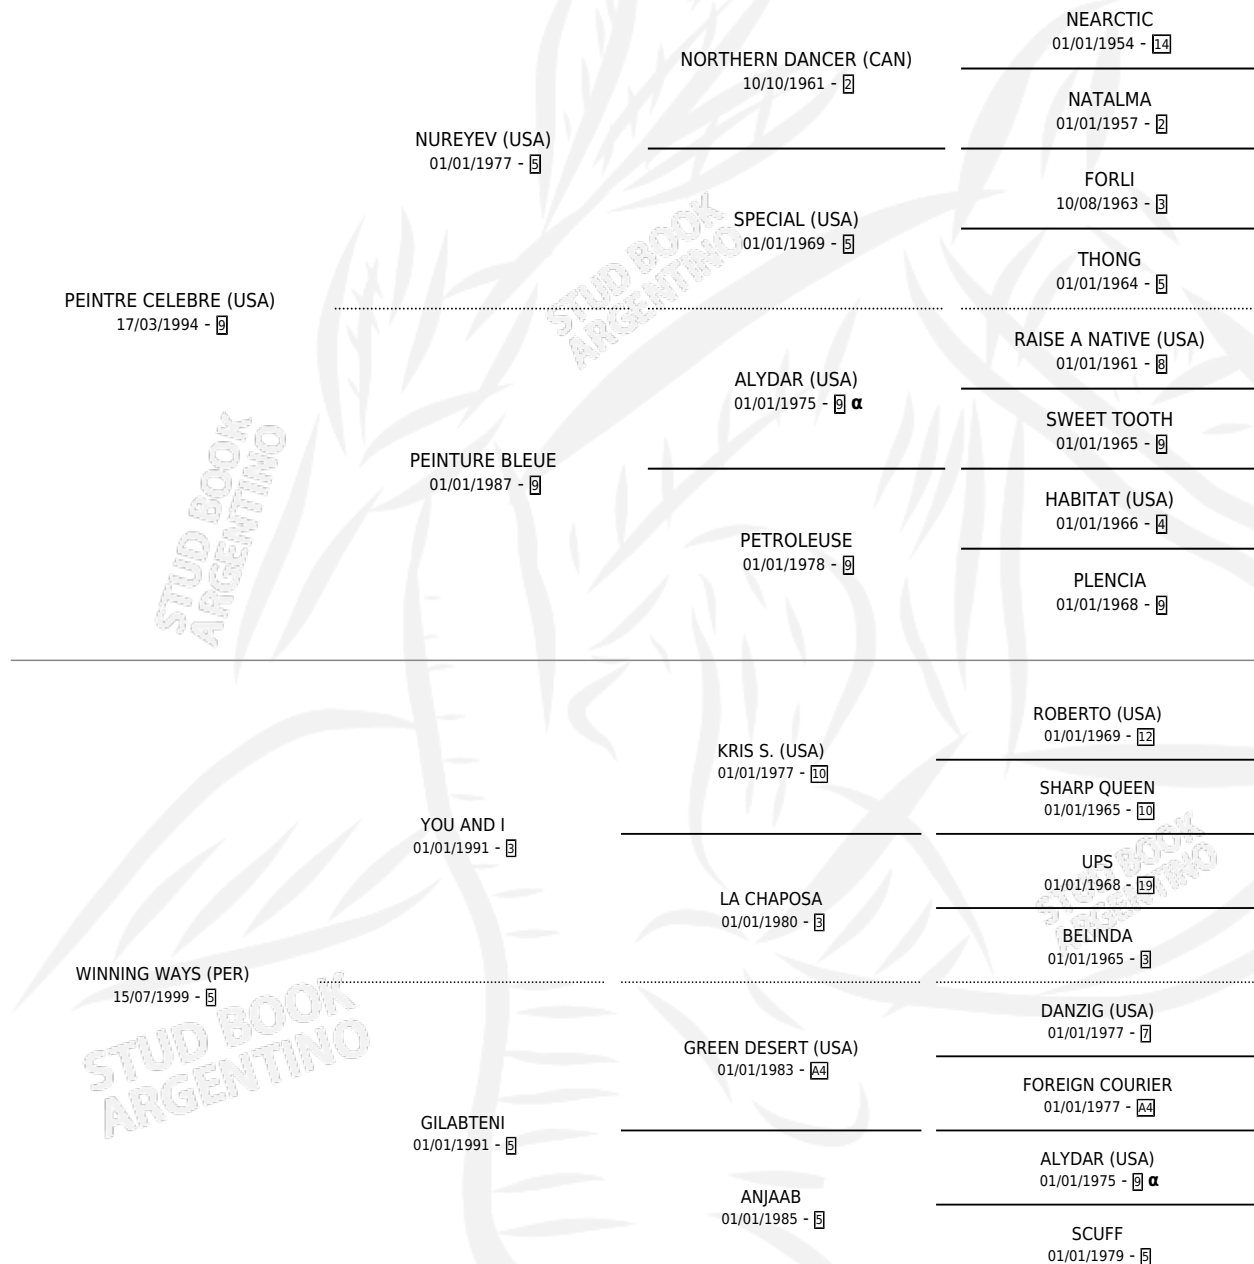 NEARCTIC
01/01/1954 - 14
NORTHERN DANCER (CAN)
10/10/1961 - 2
NATALMA
01/01/1957 - 2
NUREYEV (USA)
01/01/1977 - 5
FORLI
10/08/1963 - 3
SPECIAL (USA)
01/01/1969 - 5
THONG
01/01/1964 - 5
PEINTRE CELEBRE (USA)
17/03/1994 - 9
RAISE A NATIVE (USA)
01/01/1961 - 8
ALYDAR (USA)
01/01/1975 - 9 α
SWEET TOOTH
01/01/1965 - 9
PEINTURE BLEUE
01/01/1987 - 9
HABITAT (USA)
01/01/1966 - 4
PETROLEUSE
01/01/1978 - 9
PLENCIA
01/01/1968 - 9
ROBERTO (USA)
01/01/1969 - 12
KRIS S. (USA)
01/01/1977 - 10
SHARP QUEEN
01/01/1965 - 10
YOU AND I
01/01/1991 - 3
UPS
01/01/1968 - 19
LA CHAPOSA
01/01/1980 - 3
BELINDA
01/01/1965 - 3
WINNING WAYS (PER)
15/07/1999 - 5
DANZIG (USA)
01/01/1977 - 7
GREEN DESERT (USA)
01/01/1983 - A4
FOREIGN COURIER
01/01/1977 - A4
GILABTENI
01/01/1991 - 5
ALYDAR (USA)
01/01/1975 - 9 α
ANJAAB
01/01/1985 - 5
SCUFF
01/01/1979 - 5
STUD BOOK
ARGENTINO
STUD BOOK
ARGENTINO
STUD BOOK
ARGENTINO
STUD BOOK
ARGENTINO